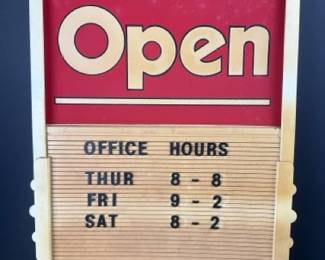 Open
OFFICE HOURS
THUR 8 - 8
FRI 9 - 2
SAT 8 - 2